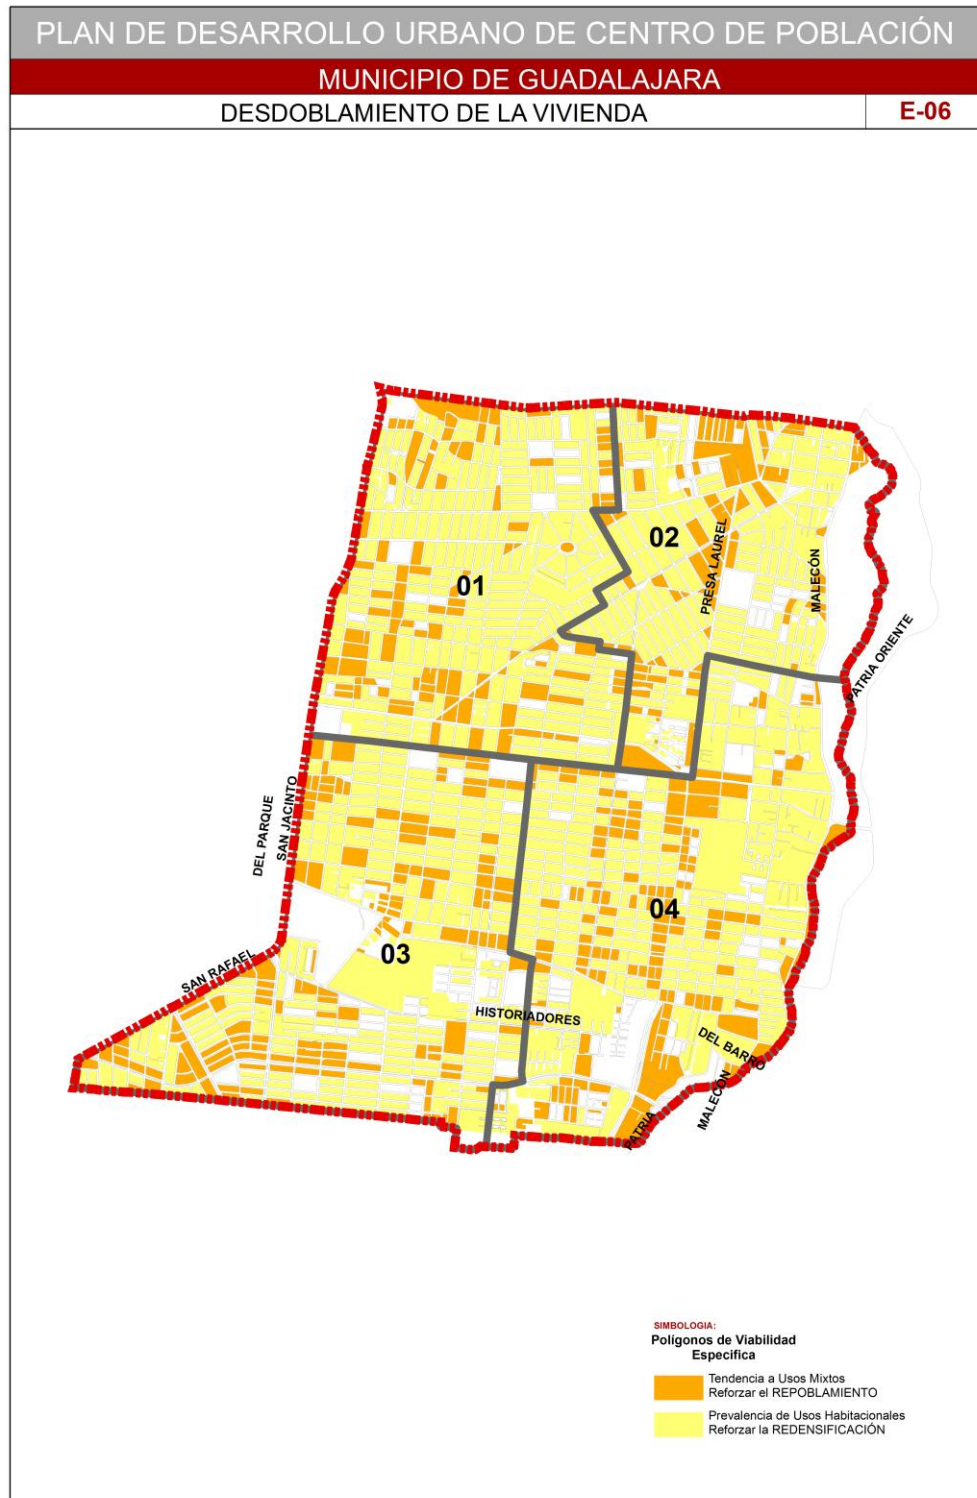 PLAN DE DESARROLLO URBANO DE CENTRO DE POBLACIÓN
MUNICIPIO DE GUADALAJARA
DESDOBLAMIENTO DE LA VIVIENDA
E-06
01
02
PRESA LAUREL
MALECÓN
PATRIA ORIENTE
DEL PARQUE
SAN JACINTO
04
03
SAN RAFAEL
HISTORIADORES
DEL BARRO
MALECÓN
PATRIA
SIMBOLOGIA:
Polígonos de Viabilidad
Especifica
Tendencia a Usos Mixtos
Reforzar el REPOBLAMIENTO
Prevalencia de Usos Habitacionales
Reforzar la REDENSIFICACIÓN